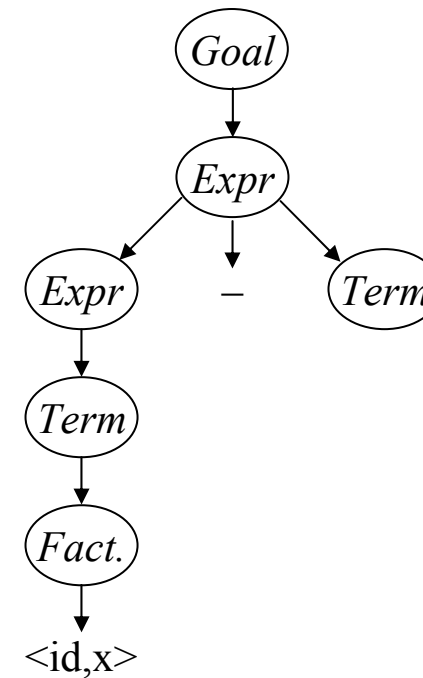 Goal
Expr
Expr – Term
Term
Fact.
<id,x>